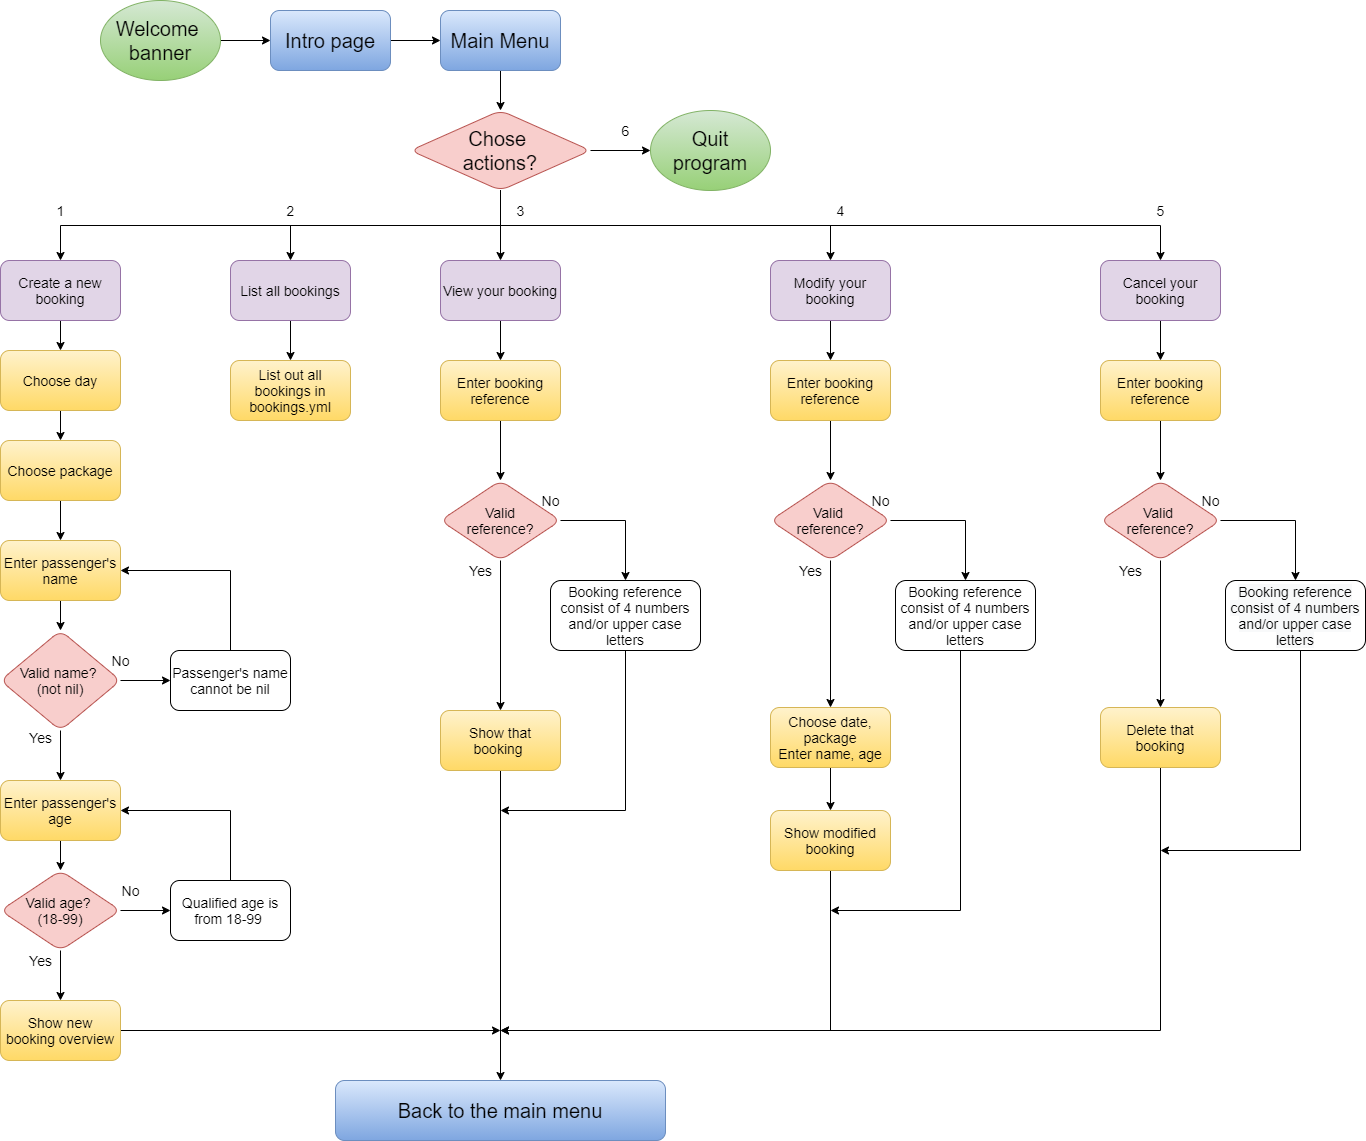 Welcome
banner
Intro page
Main Menu
Chose
actions?
6
Quit
program
1
2
3
4
5
Create a new
booking
List all bookings
View your booking
Modify your
booking
Cancel your
booking
Choose day
List out all
bookings in
bookings.yml
Enter booking
reference
Enter booking
reference
Enter booking
reference
Choose package
Valid
reference?
No
Yes
Valid
reference?
No
Yes
Valid
reference?
No
Yes
Enter passenger's
name
Booking reference
consist of 4 numbers
and/or upper case
letters
Booking reference
consist of 4 numbers
and/or upper case
letters
Booking reference
consist of 4 numbers
and/or upper case
letters
Valid name?
(not nil)
No
Passenger's name
cannot be nil
Yes
Show that
booking
Choose date,
package
Enter name, age
Delete that
booking
Enter passenger's
age
Show modified
booking
Valid age?
(18-99)
No
Qualified age is
from 18-99
Yes
Show new
booking overview
Back to the main menu